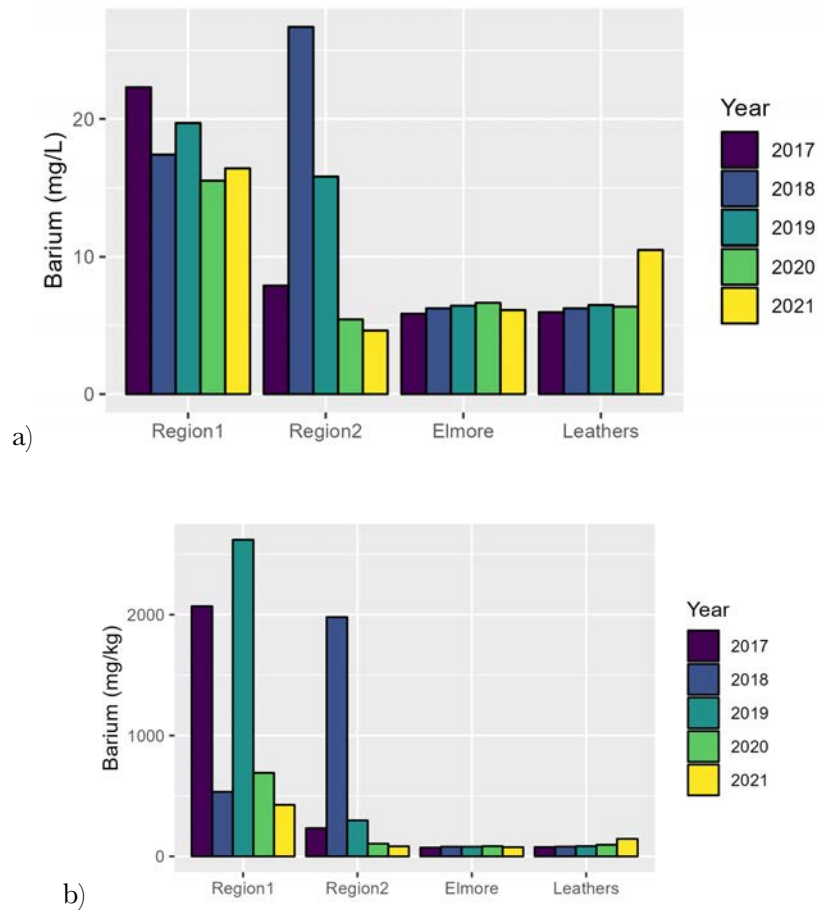 Barium (mg/L)
20
10
0
Region1 Region2 Elmore Leathers
Year
2017
2018
2019
2020
2021
a)
Barium (mg/kg)
2000
1000
0
Region1 Region2 Elmore Leathers
Year
2017
2018
2019
2020
2021
b)